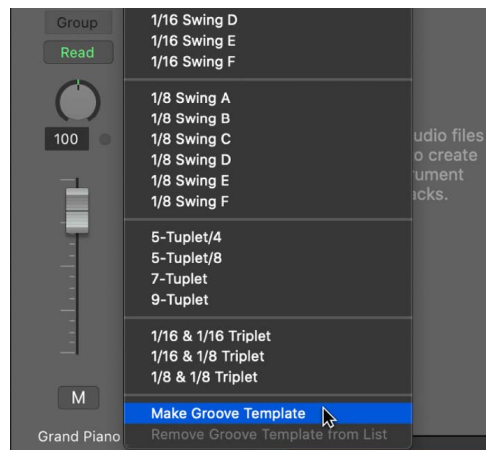 Group
Read
100
M
Grand Piano
1/16 Swing D
1/16 Swing E
1/16 Swing F
1/8 Swing A
1/8 Swing B
1/8 Swing C
1/8 Swing D
1/8 Swing E
1/8 Swing F
5-Tuplet/4
5-Tuplet/8
7-Tuplet
9-Tuplet
1/16 & 1/16 Triplet
1/16 & 1/8 Triplet
1/8 & 1/8 Triplet
Make Groove Template
Remove Groove Template from List
files
create